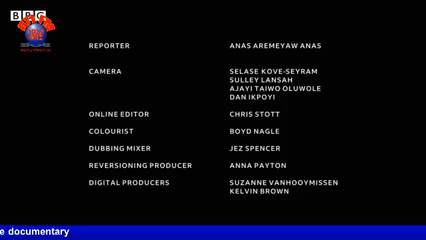 BBC
REPORTER ANAS AREMEYAW ANAS
CAMERA SELASE KOVE-SEYRAM
SULLEY LANSAH
AJAYI TAIWO OLUWOLE
DAN IKPOYI
ONLINE EDITOR CHRIS STOTT
COLOURIST BOYD NAGLE
DUBBING MIXER JEZ SPENCER
REVERSIONING PRODUCER ANNA PAYTON
DIGITAL PRODUCERS SUZANNE VANHOOYMISSEN
KELVIN BROWN
e documentary